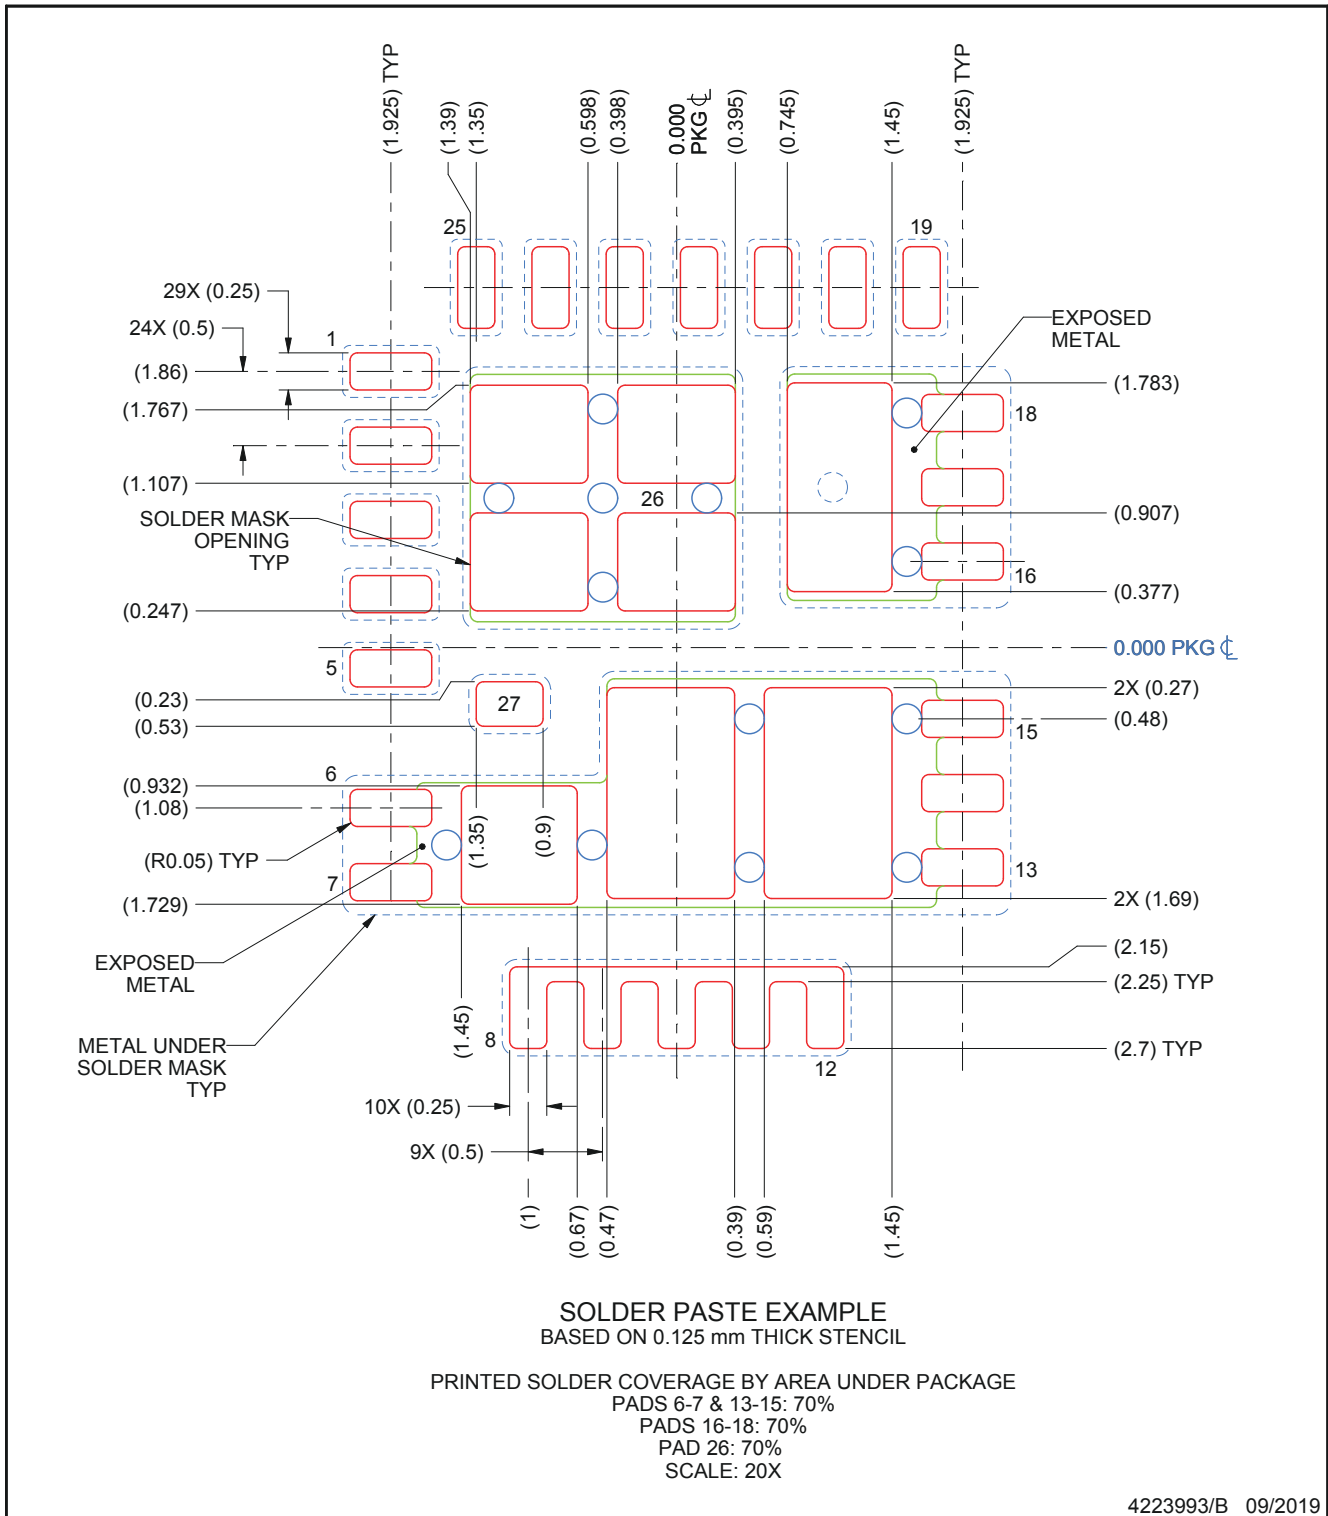 (1.925) TYP
(1.39)
(1.35)
(0.598)
(0.398)
0.000
PKG ℄
(0.395)
(0.745)
(1.45)
(1.925) TYP
25
19
29X (0.25)
24X (0.5)
1
(1.86)
(1.767)
EXPOSED
METAL
(1.783)
18
(1.107)
26
SOLDER MASK
OPENING
TYP
(0.907)
16
(0.247)
(0.377)
0.000 PKG ℄
5
(0.23)
27
(0.53)
2X (0.27)
(0.48)
15
6
(0.932)
(1.08)
(1.35)
(0.9)
(R0.05) TYP
7
13
(1.729)
2X (1.69)
EXPOSED
METAL
(2.15)
(2.25) TYP
(1.45)
8
METAL UNDER
SOLDER MASK
TYP
12
(2.7) TYP
10X (0.25)
9X (0.5)
(1)
(0.67)
(0.47)
(0.39)
(0.59)
(1.45)
SOLDER PASTE EXAMPLE
BASED ON 0.125 mm THICK STENCIL
PRINTED SOLDER COVERAGE BY AREA UNDER PACKAGE
PADS 6-7 & 13-15: 70%
PADS 16-18: 70%
PAD 26: 70%
SCALE: 20X
4223993/B 09/2019